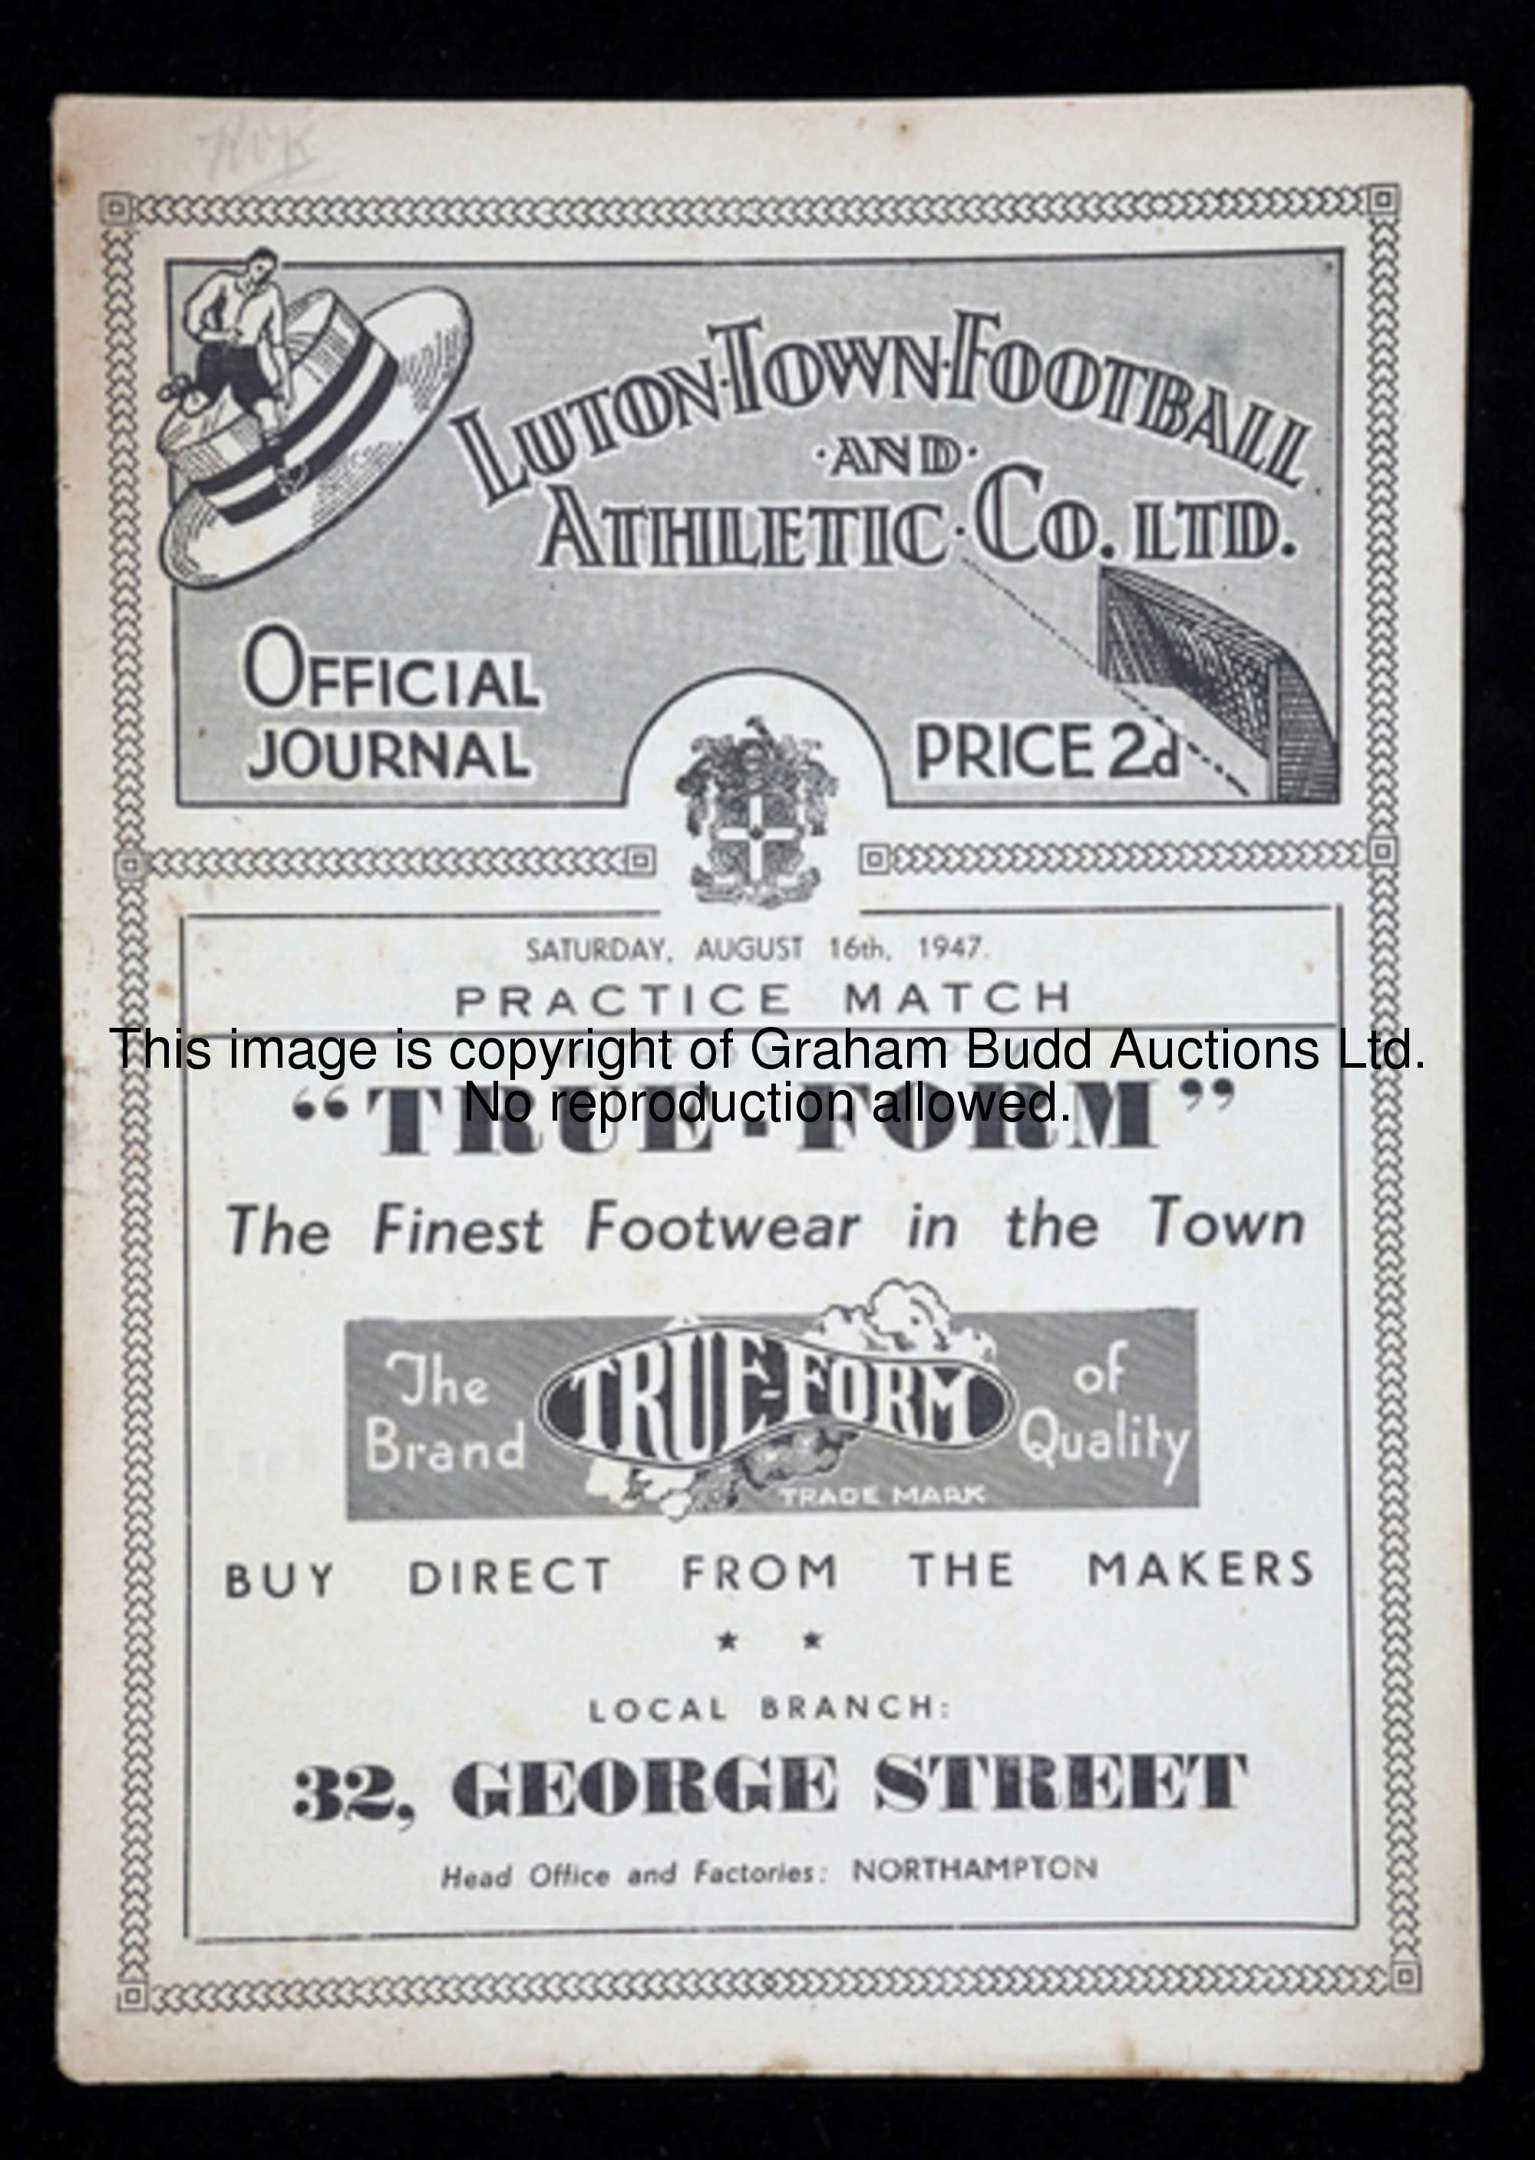 LUTON·TOWN·FOOTBALL
·AND·
ATHLETIC·CO. LTD.
OFFICIAL
JOURNAL
PRICE 2d
SATURDAY, AUGUST 16th, 1947.
PRACTICE MATCH
This image is copyright of Graham Budd Auctions Ltd.
No reproduction allowed.
"TRUE-FORM"
The Finest Footwear in the Town
The Brand
TRUE-FORM
of Quality
TRADE MARK
BUY DIRECT FROM THE MAKERS
★ ★
LOCAL BRANCH:
32, GEORGE STREET
Head Office and Factories: NORTHAMPTON